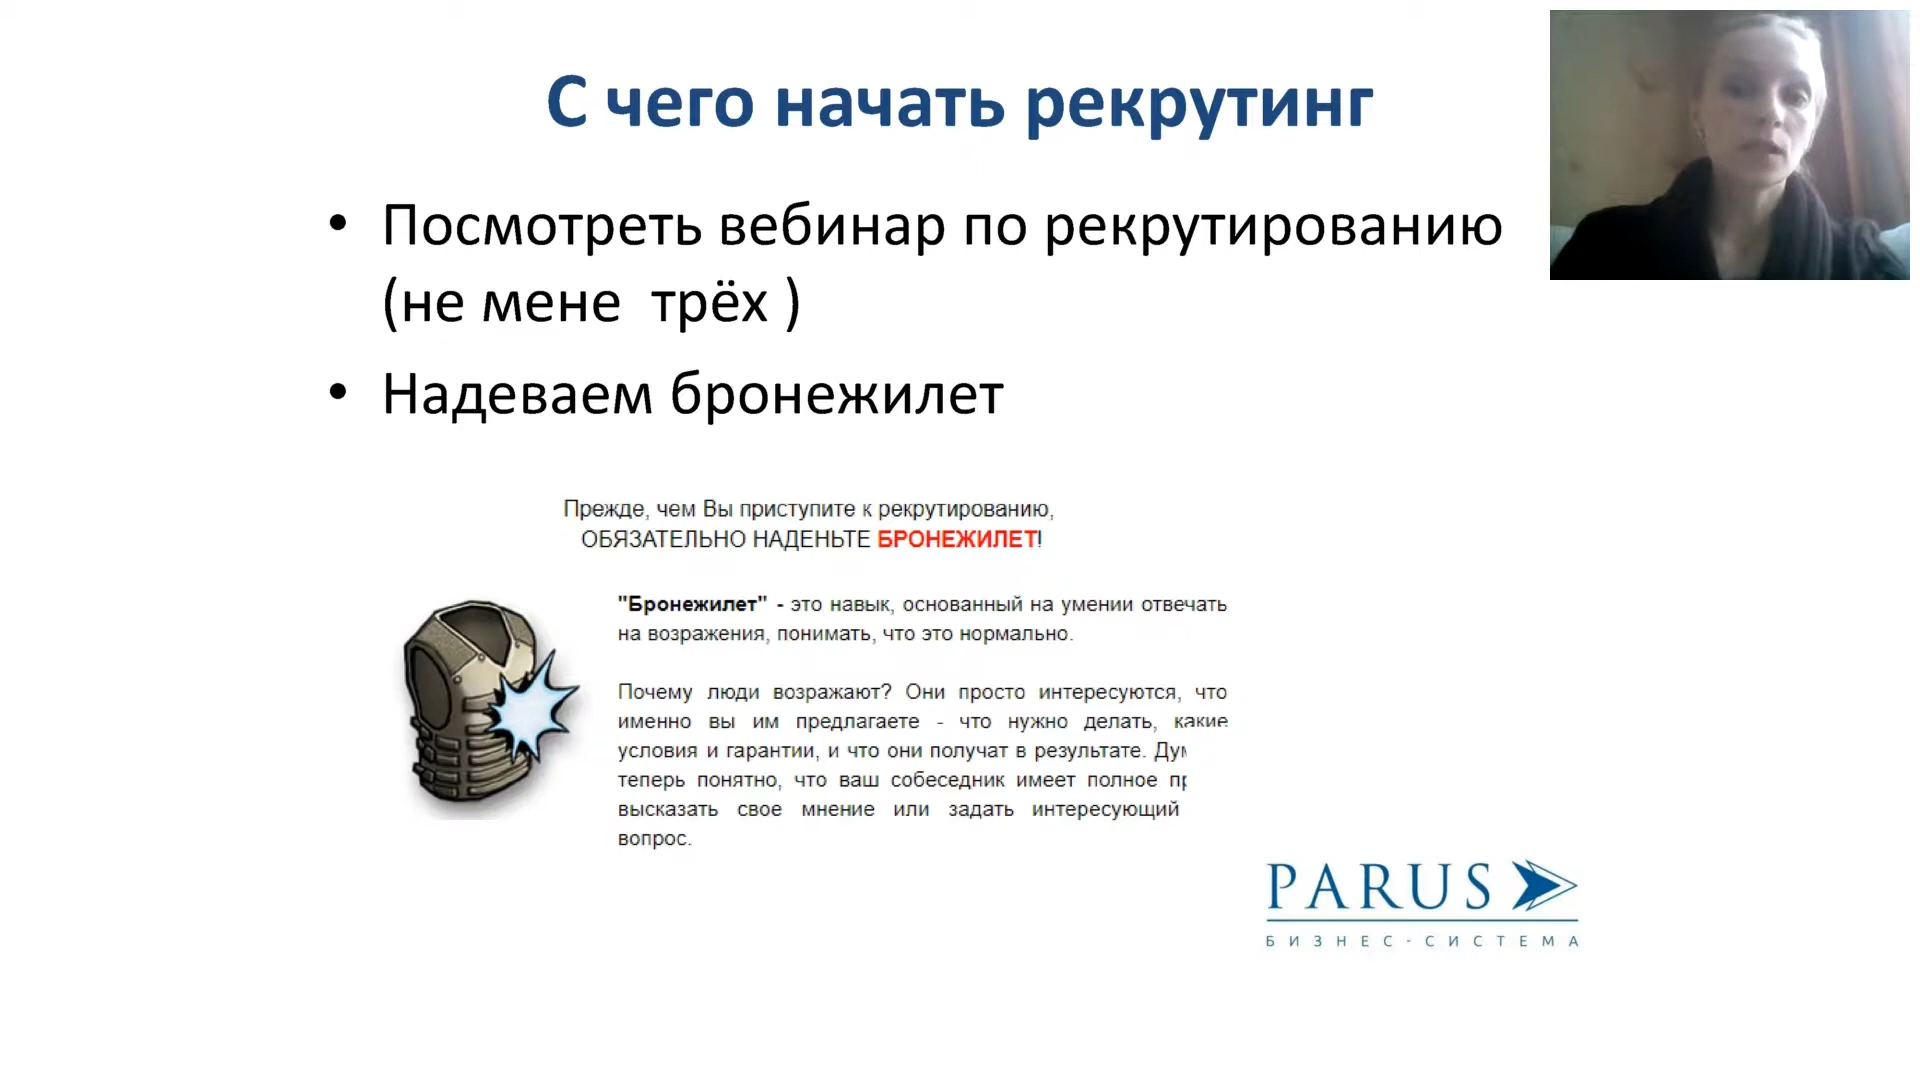 С чего начать рекрутинг
• Посмотреть вебинар по рекрутированию
(не мене трёх )
• Надеваем бронежилет
Прежде, чем Вы приступите к рекрутированию,
ОБЯЗАТЕЛЬНО НАДЕНЬТЕ БРОНЕЖИЛЕТ!
"Бронежилет" - это навык, основанный на умении отвечать
на возражения, понимать, что это нормально.
Почему люди возражают? Они просто интересуются, что
именно вы им предлагаете - что нужно делать, какие
условия и гарантии, и что они получат в результате.
теперь понятно, что ваш собеседник имеет полное
высказать свое мнение или задать интересующий
вопрос.
PARUS
БИЗНЕС-СИСТЕМА